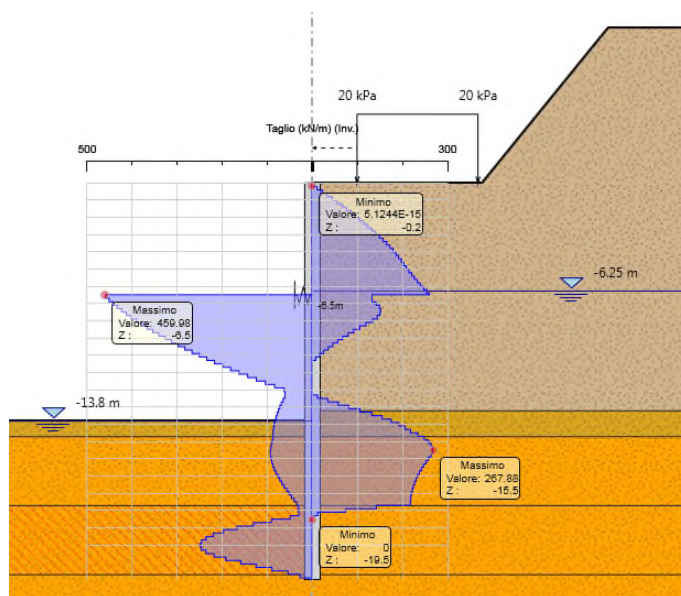 20 kPa
20 kPa
Taglio (kN/m) (Inv.)
500
300
Minimo
Valore: 5.1244E-15
Z : -0.2
-6.25 m
-6.5m
Massimo
Valore: 459.98
Z : -6.5
-13.8 m
Massimo
Valore: 267.88
Z : -15.5
Minimo
Valore: 0
Z : -19.5